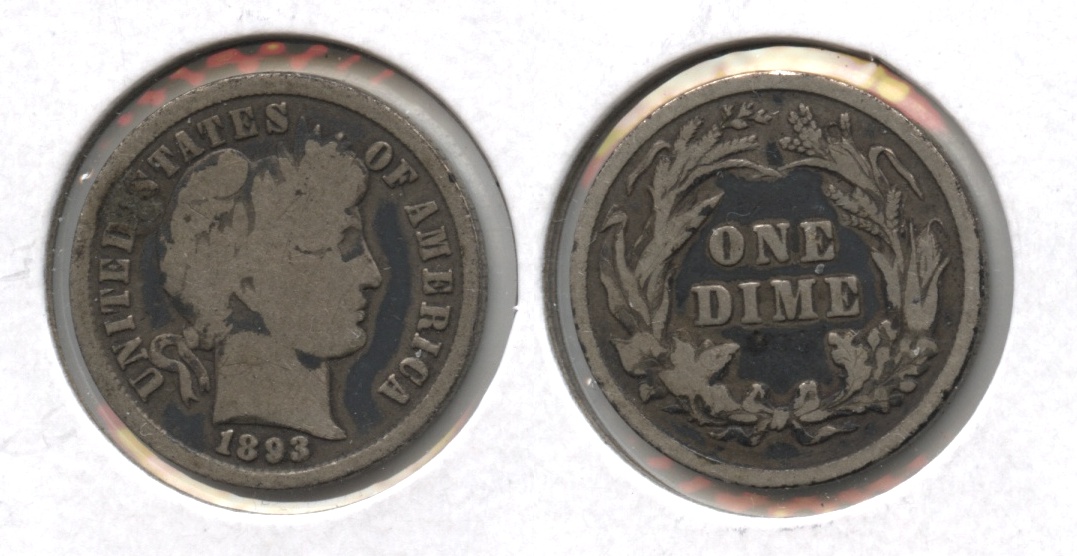 UNITED STATES OF AMERICA
1893
ONE
DIME